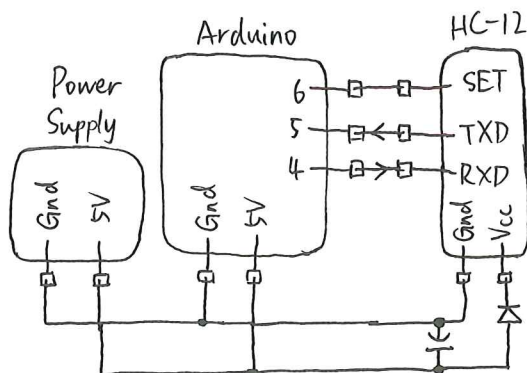 Arduino
HC-12
Power
Supply
6
SET
5
TXD
4
RXD
Gnd
5V
Gnd
5V
Gnd
Vcc